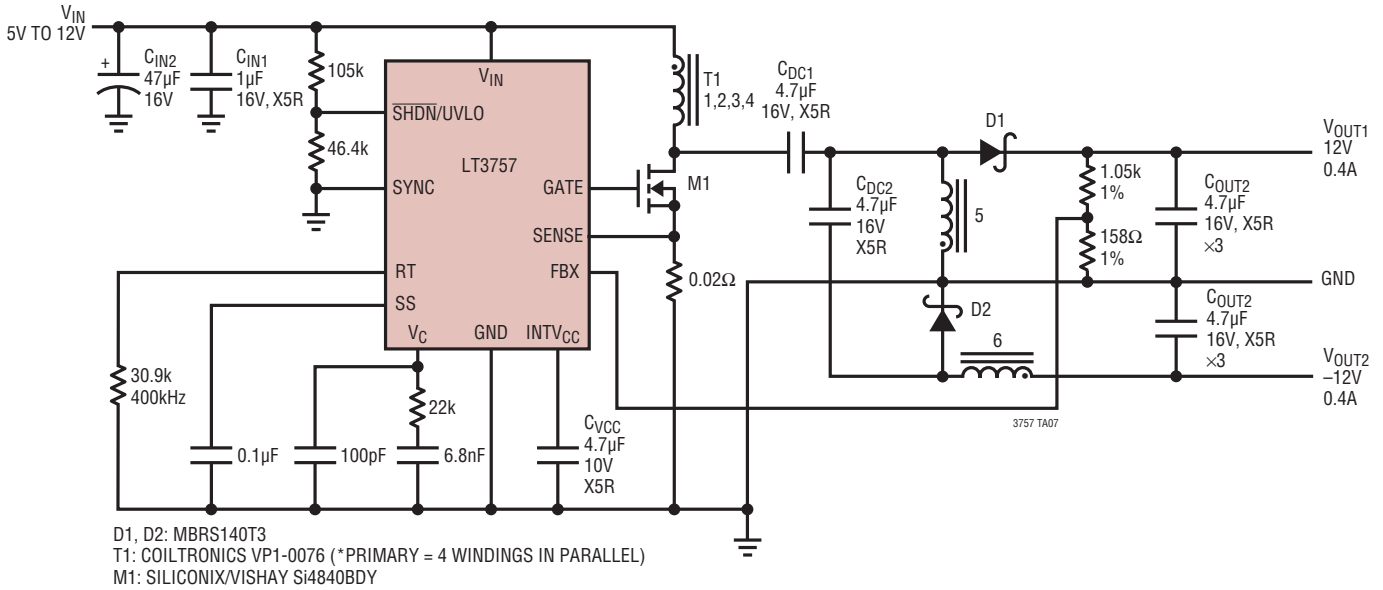 VIN
5V TO 12V
+
CIN2
47µF
16V
CIN1
1µF
16V, X5R
105k
46.4k
VIN
SHDN/UVLO
LT3757
SYNC
GATE
SENSE
RT
FBX
SS
VC
GND
INTVCC
T1
1,2,3,4
M1
0.02Ω
CDC1
4.7µF
16V, X5R
CDC2
4.7µF
16V
X5R
D1
5
D2
6
1.05k
1%
158Ω
1%
COUT2
4.7µF
16V, X5R
×3
COUT2
4.7µF
16V, X5R
×3
VOUT1
12V
0.4A
GND
VOUT2
–12V
0.4A
30.9k
400kHz
0.1µF
100pF
22k
6.8nF
CVCC
4.7µF
10V
X5R
3757 TA07
D1, D2: MBRS140T3
T1: COILTRONICS VP1-0076 (*PRIMARY = 4 WINDINGS IN PARALLEL)
M1: SILICONIX/VISHAY Si4840BDY